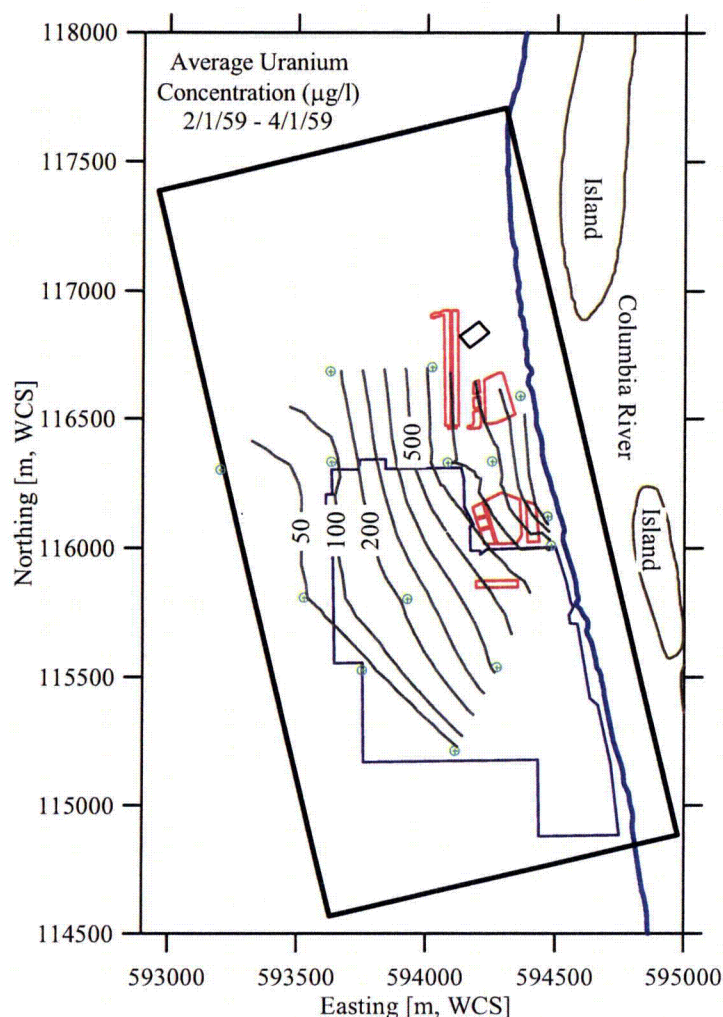 118000
Average Uranium
Concentration (µg/l)
2/1/59 - 4/1/59
117500
Island
117000
Columbia River
116500
500
Northing [m, WCS]
116000
50
100
200
Island
115500
115000
114500
593000
593500
594000
594500
595000
Easting [m, WCS]